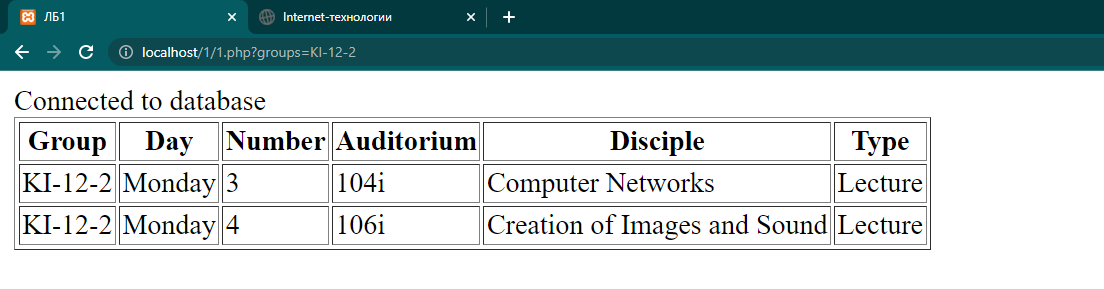 ЛБ1
Internet-технологии
localhost/1/1.php?groups=KI-12-2
Connected to database
Group Day Number Auditorium Disciple Type
KI-12-2 Monday 3 104i Computer Networks Lecture
KI-12-2 Monday 4 106i Creation of Images and Sound Lecture